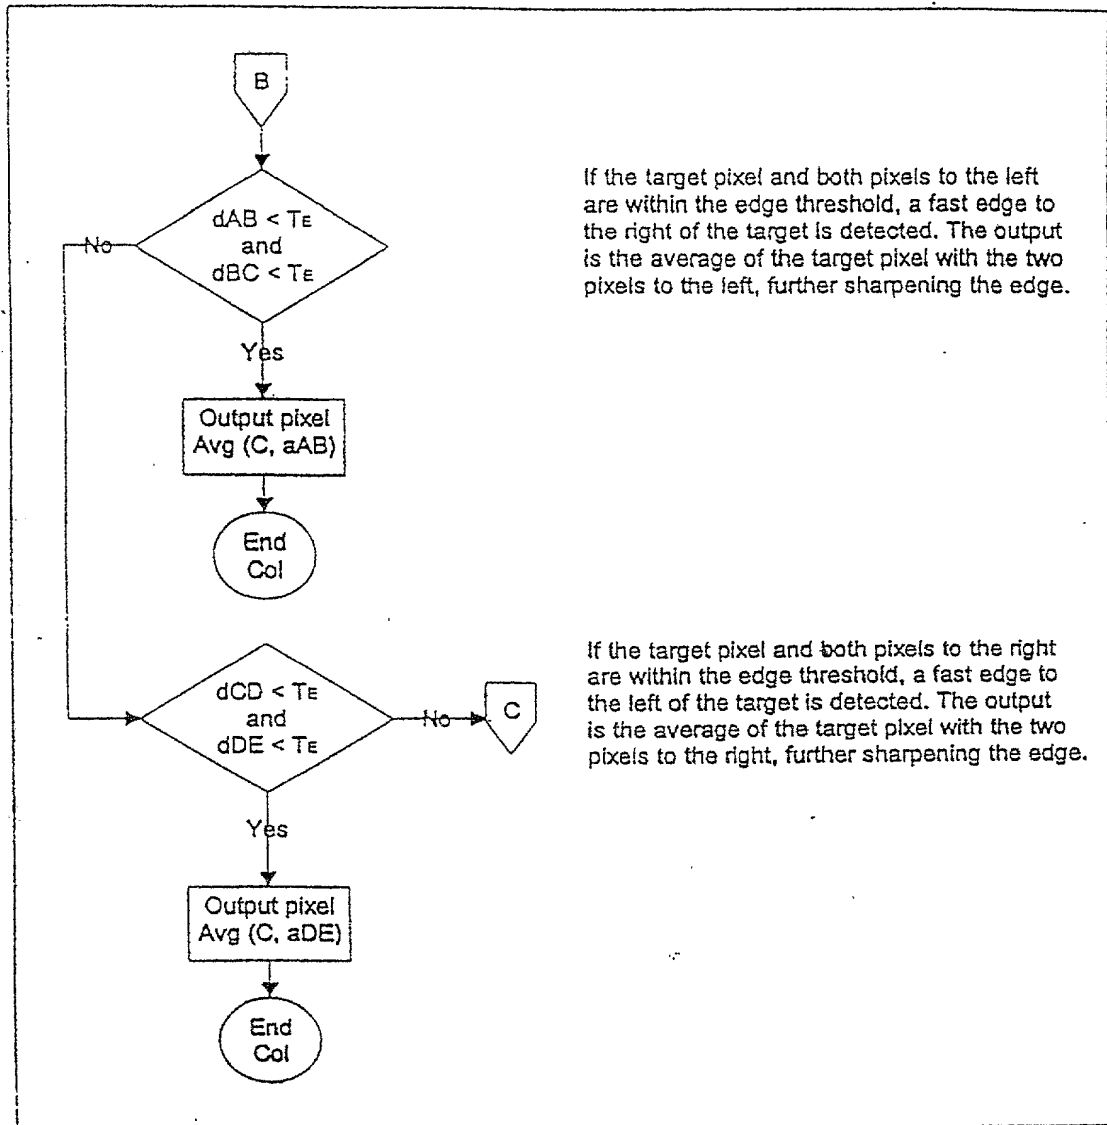 B
dAB < TE
and
dBC < TE
No
Yes
Output pixel
Avg (C, aAB)
End
Col
If the target pixel and both pixels to the left
are within the edge threshold, a fast edge to
the right of the target is detected. The output
is the average of the target pixel with the two
pixels to the left, further sharpening the edge.
dCD < TE
and
dDE < TE
No
C
Yes
Output pixel
Avg (C, aDE)
End
Col
If the target pixel and both pixels to the right
are within the edge threshold, a fast edge to
the left of the target is detected. The output
is the average of the target pixel with the two
pixels to the right, further sharpening the edge.